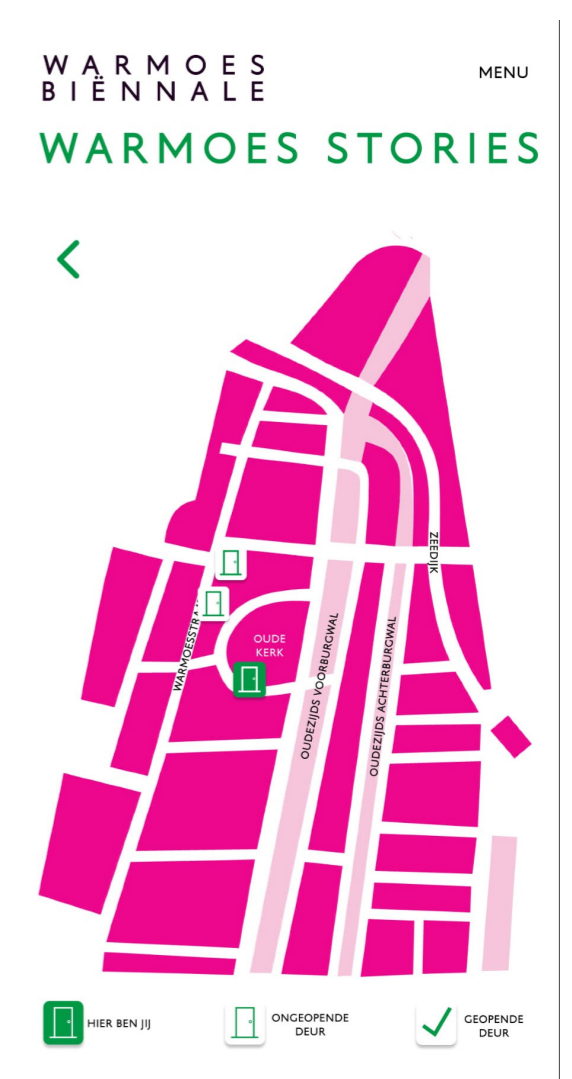 WARMOES
BIËNNALE
MENU
WARMOES STORIES
ZEEDIJK
WARMOESSTRA
OUDE
KERK
OUDEZIJDS VOORBURGWAL
OUDEZIJDS ACHTERBURGWAL
HIER BEN JIJ
ONGEOPENDE
DEUR
GEOPENDE
DEUR